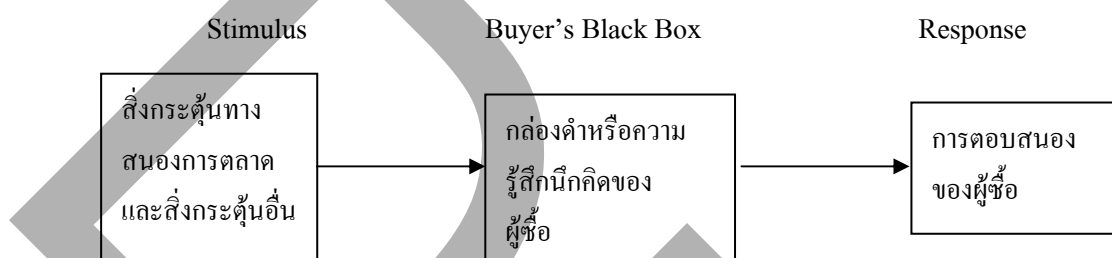 Stimulus Buyer’s Black Box Response
สิ่งกระตุ้นทาง
สนองการตลาด
และสิ่งกระตุ้นอื่น
กล่องดำหรือความ
รู้สึกนึกคิดของ
ผู้ซื้อ
การตอบสนอง
ของผู้ซื้อ